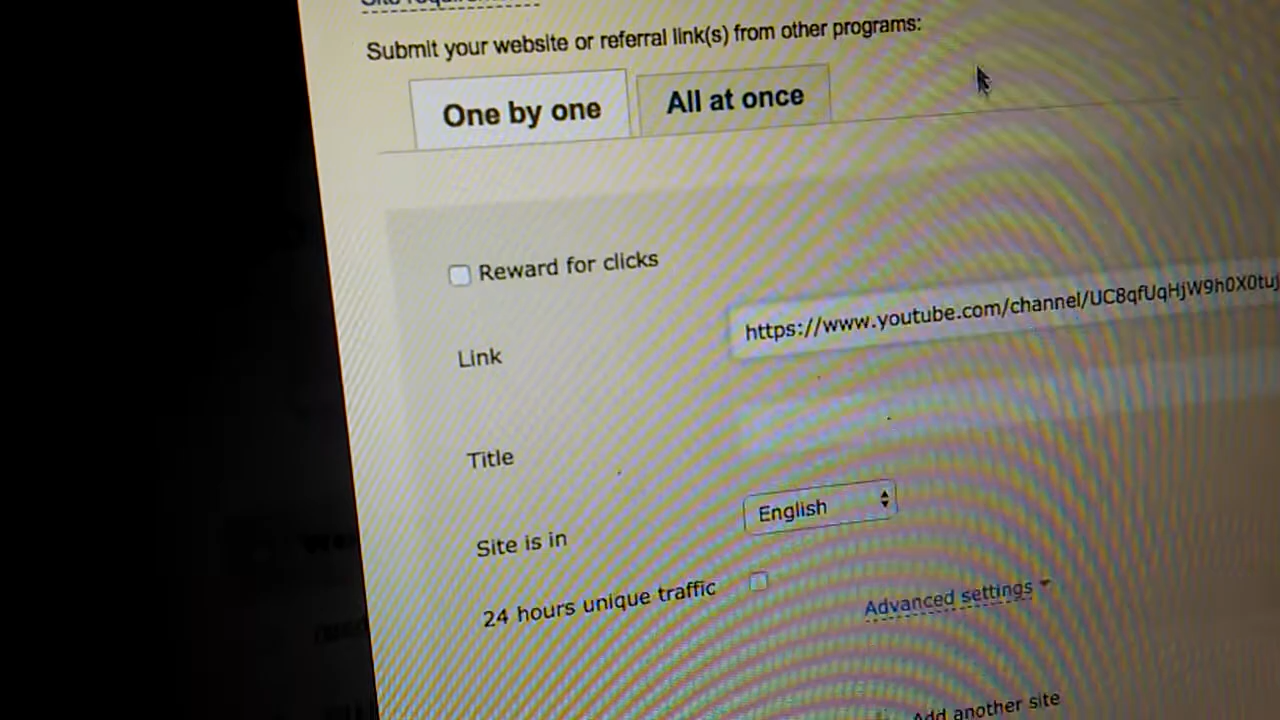 Submit your website or referral link(s) from other programs:
One by one
All at once
Reward for clicks
Link
https://www.youtube.com/channel/UC8qfUqHjW9h0X0tuj
Title
Site is in
English
24 hours unique traffic
Advanced settings
Add another site